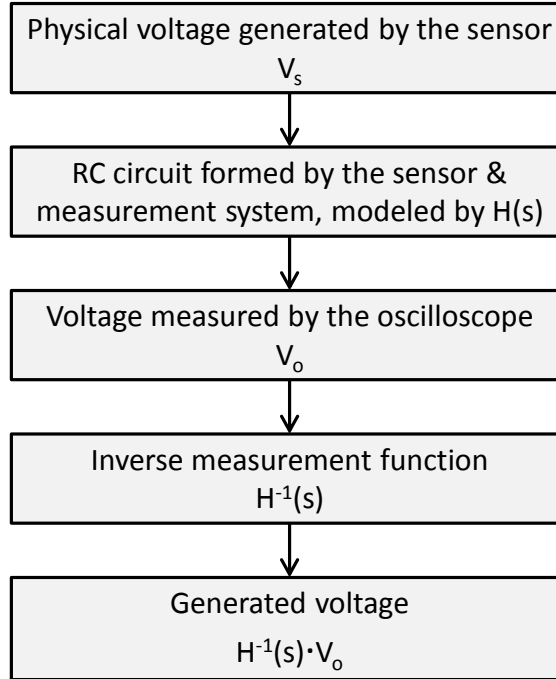 Physical voltage generated by the sensor
Vₛ
RC circuit formed by the sensor &
measurement system, modeled by H(s)
Voltage measured by the oscilloscope
Vₒ
Inverse measurement function
H⁻¹(s)
Generated voltage
H⁻¹(s)·Vₒ